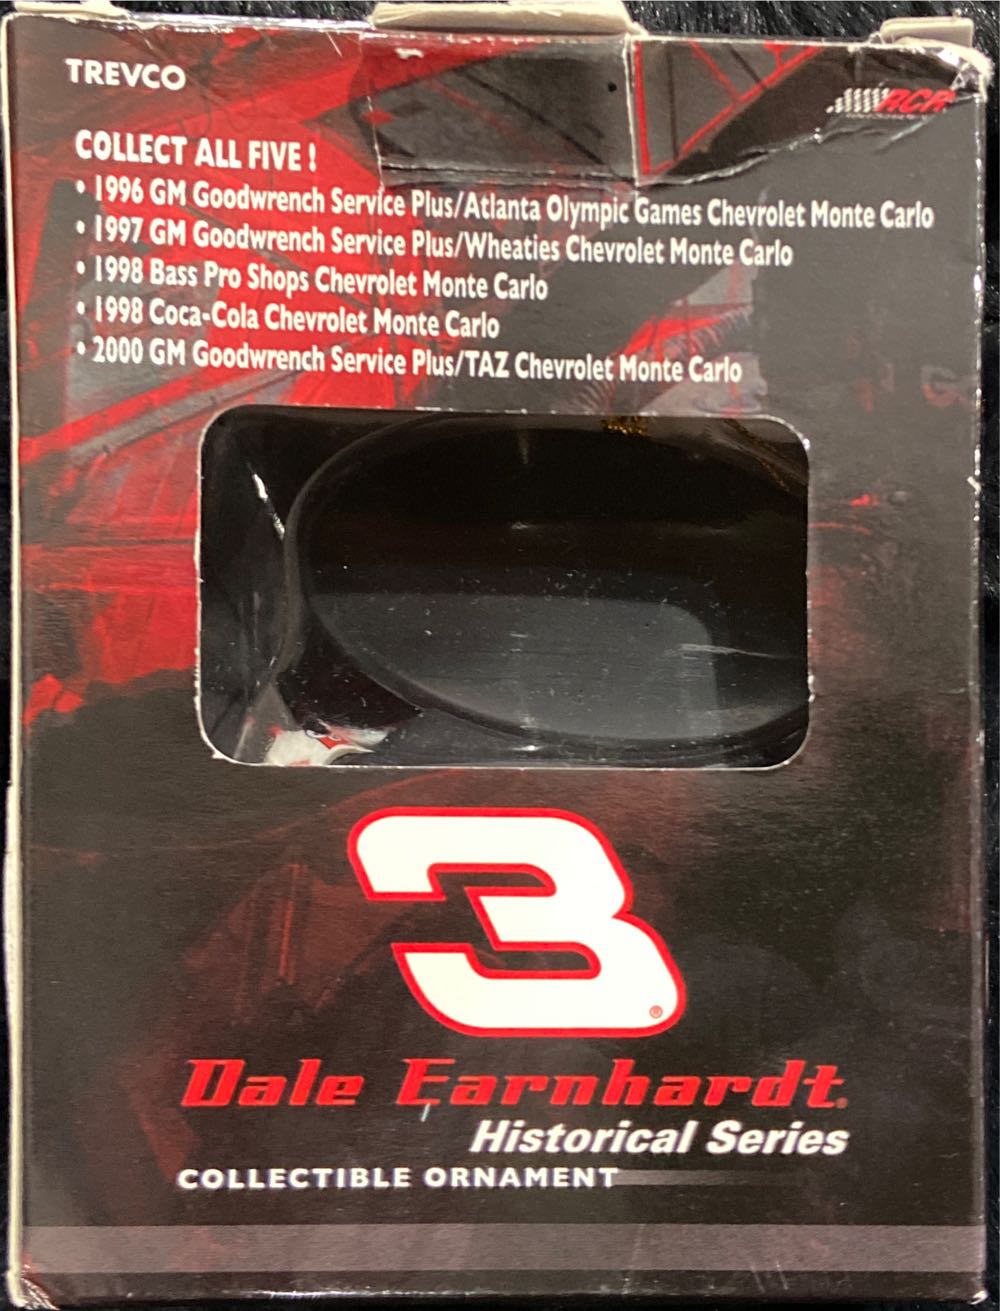 TREVCO
RCR
COLLECT ALL FIVE !
• 1996 GM Goodwrench Service Plus/Atlanta Olympic Games Chevrolet Monte Carlo
• 1997 GM Goodwrench Service Plus/Wheaties Chevrolet Monte Carlo
• 1998 Bass Pro Shops Chevrolet Monte Carlo
• 1998 Coca-Cola Chevrolet Monte Carlo
• 2000 GM Goodwrench Service Plus/TAZ Chevrolet Monte Carlo
3®
Dale Earnhardt®
Historical Series
COLLECTIBLE ORNAMENT